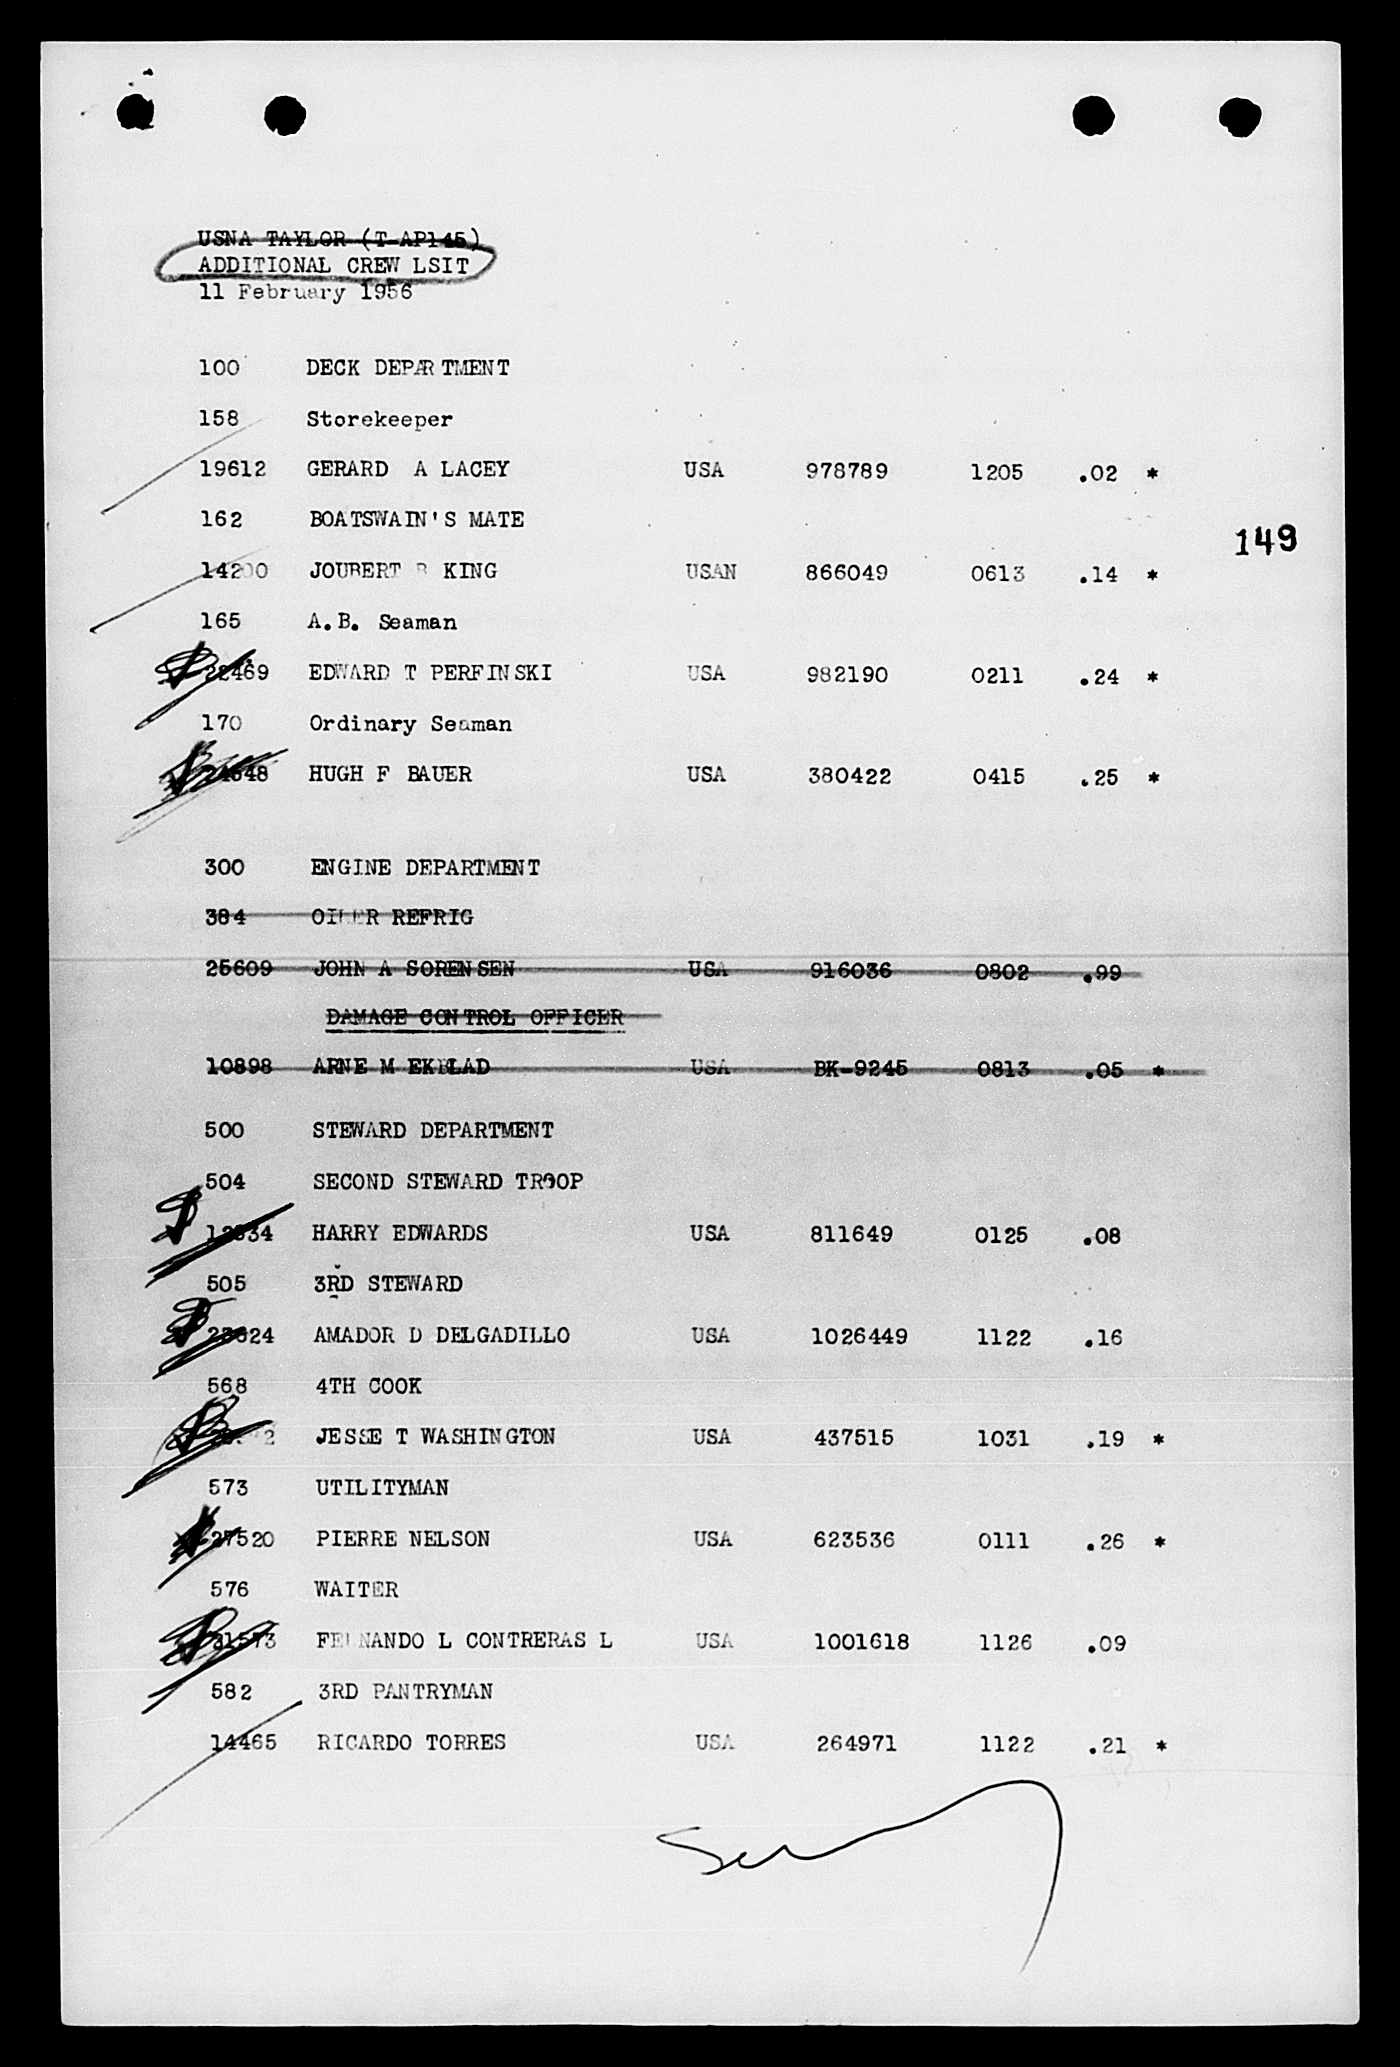 USNA TAYLOR (T-AP145)
ADDITIONAL CREW LSIT
11 February 1956
100 DECK DEPARTMENT
158 Storekeeper
19612 GERARD A LACEY USA 978789 1205 .02 *
162 BOATSWAIN'S MATE
149
14200 JOUBERT B KING USAN 866049 0613 .14 *
165 A.B. Seaman
22469 EDWARD T PERFINSKI USA 982190 0211 .24 *
170 Ordinary Seaman
HUGH F BAUER USA 380422 0415 .25 *
300 ENGINE DEPARTMENT
384 OILER REFRIG
25609 JOHN A SORENSEN USA 916036 0802 .99
DAMAGE CONTROL OFFICER
10898 ARNE M EKBLAD USA BK-9245 0813 .05 *
500 STEWARD DEPARTMENT
504 SECOND STEWARD TROOP
HARRY EDWARDS USA 811649 0125 .08
505 3RD STEWARD
AMADOR D DELGADILLO USA 1026449 1122 .16
568 4TH COOK
JESSE T WASHINGTON USA 437515 1031 .19 *
573 UTILITYMAN
27520 PIERRE NELSON USA 623536 0111 .26 *
576 WAITER
FERNANDO L CONTRERAS L USA 1001618 1126 .09
582 3RD PANTRYMAN
14465 RICARDO TORRES USA 264971 1122 .21 *